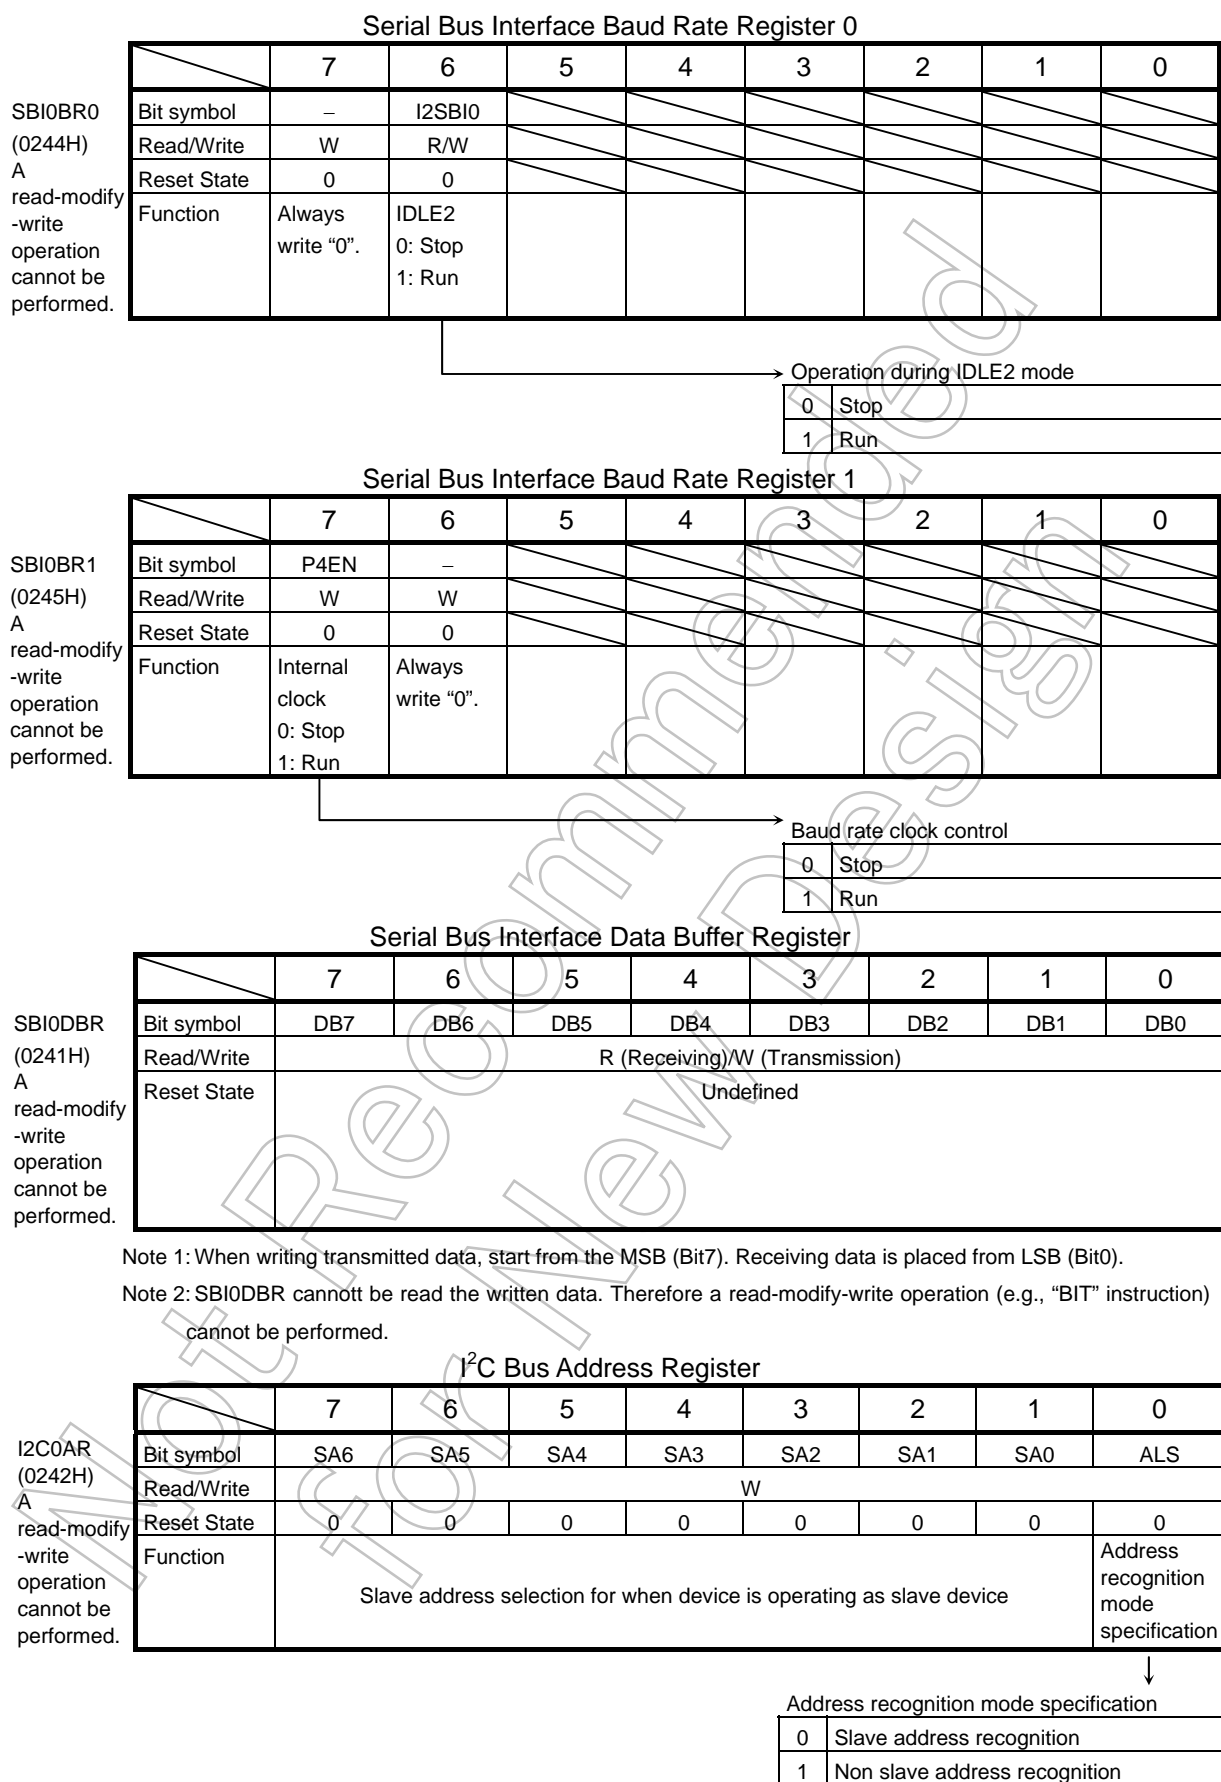 Serial Bus Interface Baud Rate Register 0
7 6 5 4 3 2 1 0
SBI0BR0
(0244H)
A
read-modify
-write
operation
cannot be
performed.
Bit symbol – I2SBI0
Read/Write W R/W
Reset State 0 0
Function Always IDLE2
write “0”. 0: Stop
1: Run
Operation during IDLE2 mode
0 Stop
1 Run
Serial Bus Interface Baud Rate Register 1
7 6 5 4 3 2 1 0
SBI0BR1
(0245H)
A
read-modify
-write
operation
cannot be
performed.
Bit symbol P4EN –
Read/Write W W
Reset State 0 0
Function Internal Always
clock write “0”.
0: Stop
1: Run
Baud rate clock control
0 Stop
1 Run
Serial Bus Interface Data Buffer Register
7 6 5 4 3 2 1 0
SBI0DBR
(0241H)
A
read-modify
-write
operation
cannot be
performed.
Bit symbol DB7 DB6 DB5 DB4 DB3 DB2 DB1 DB0
Read/Write R (Receiving)/W (Transmission)
Reset State Undefined
Note 1: When writing transmitted data, start from the MSB (Bit7). Receiving data is placed from LSB (Bit0).
Note 2: SBI0DBR cannott be read the written data. Therefore a read-modify-write operation (e.g., “BIT” instruction)
cannot be performed.
I²C Bus Address Register
7 6 5 4 3 2 1 0
I2C0AR
(0242H)
A
read-modify
-write
operation
cannot be
performed.
Bit symbol SA6 SA5 SA4 SA3 SA2 SA1 SA0 ALS
Read/Write W
Reset State 0 0 0 0 0 0 0 0
Function Slave address selection for when device is operating as slave device
Address
recognition
mode
specification
Address recognition mode specification
0 Slave address recognition
1 Non slave address recognition
Not Recommended
for New Design